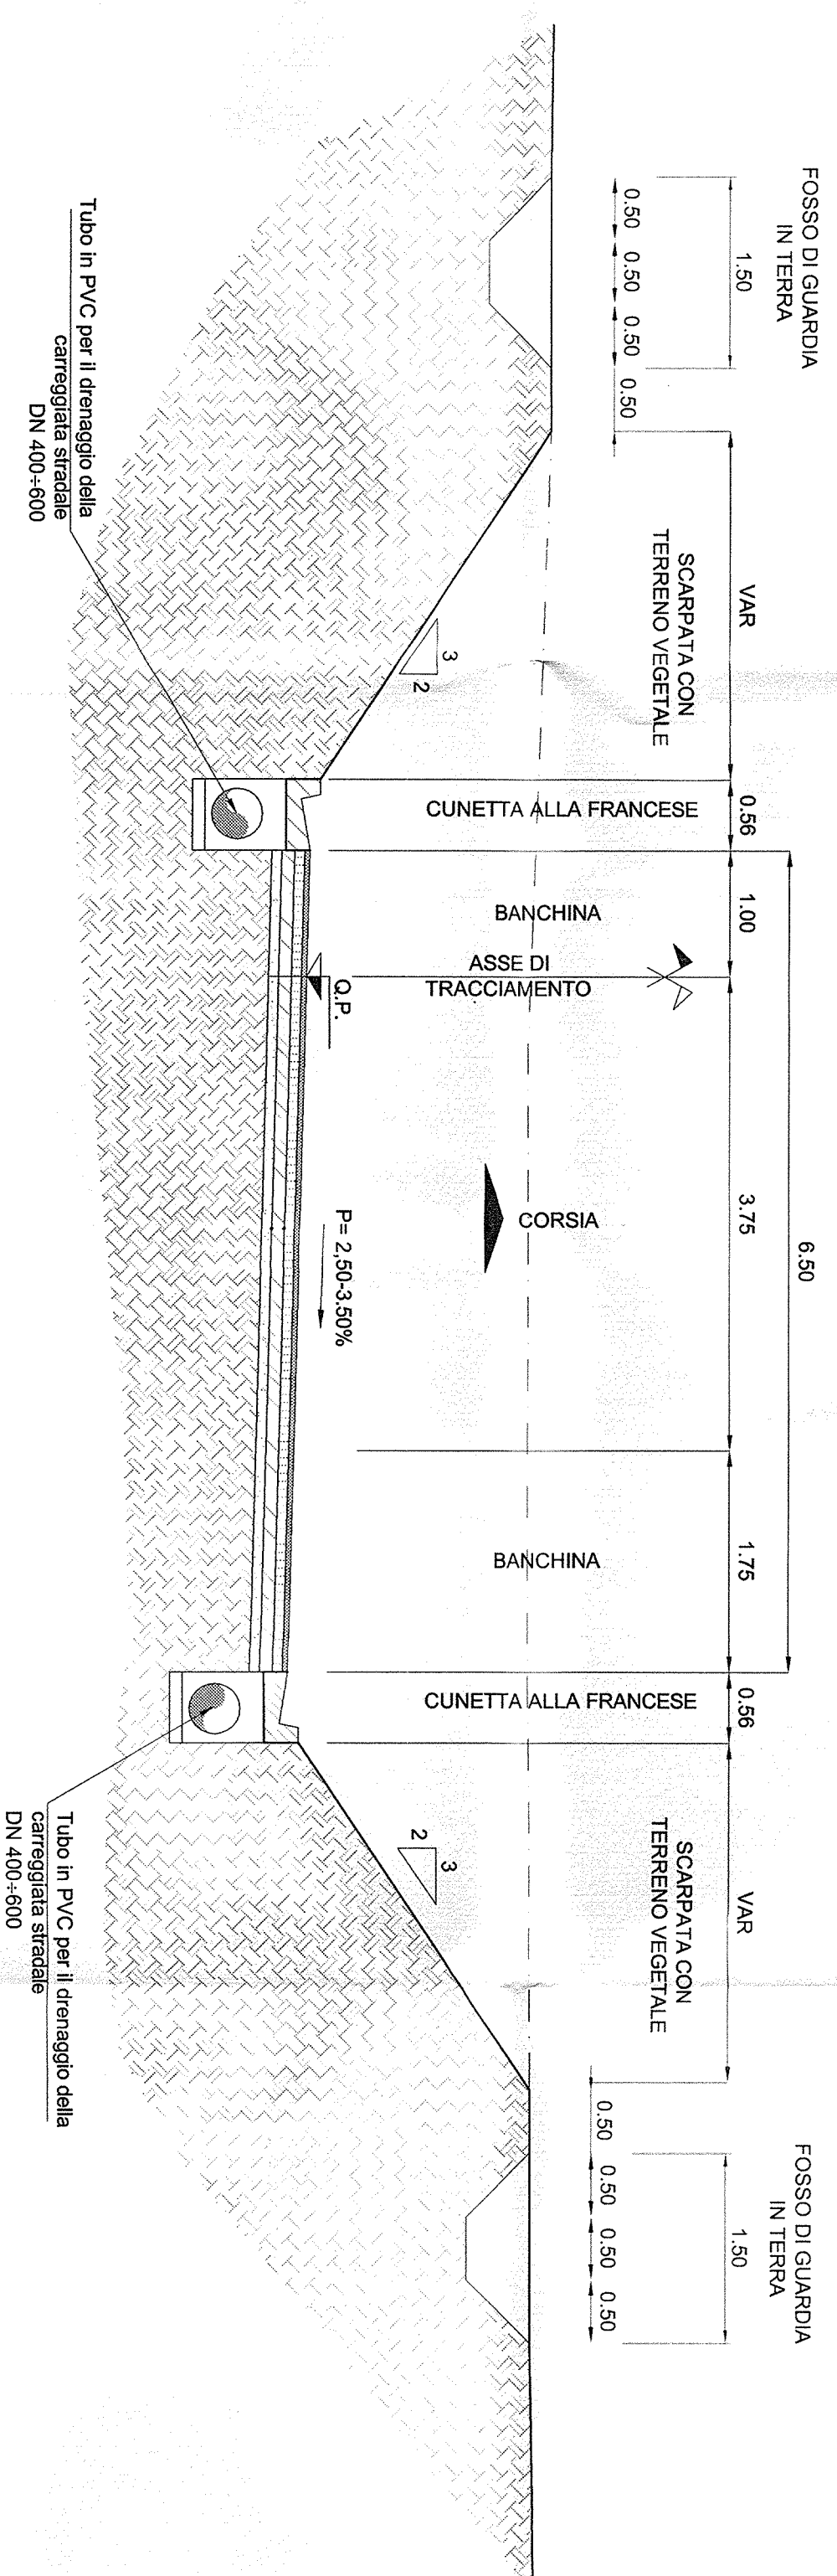 FOSSO DI GUARDIA
IN TERRA
1.50
0.50
0.50
0.50
0.50
VAR
SCARPATA CON
TERRENO VEGETALE
3
2
0.56
CUNETTA ALLA FRANCESE
Tubo in PVC per il drenaggio della
carreggiata stradale
DN 400÷600
6.50
1.00
BANCHINA
ASSE DI
TRACCIAMENTO
Q.P.
3.75
CORSIA
P= 2,50-3.50%
1.75
BANCHINA
0.56
CUNETTA ALLA FRANCESE
VAR
SCARPATA CON
TERRENO VEGETALE
3
2
Tubo in PVC per il drenaggio della
carreggiata stradale
DN 400÷600
FOSSO DI GUARDIA
IN TERRA
1.50
0.50
0.50
0.50
0.50